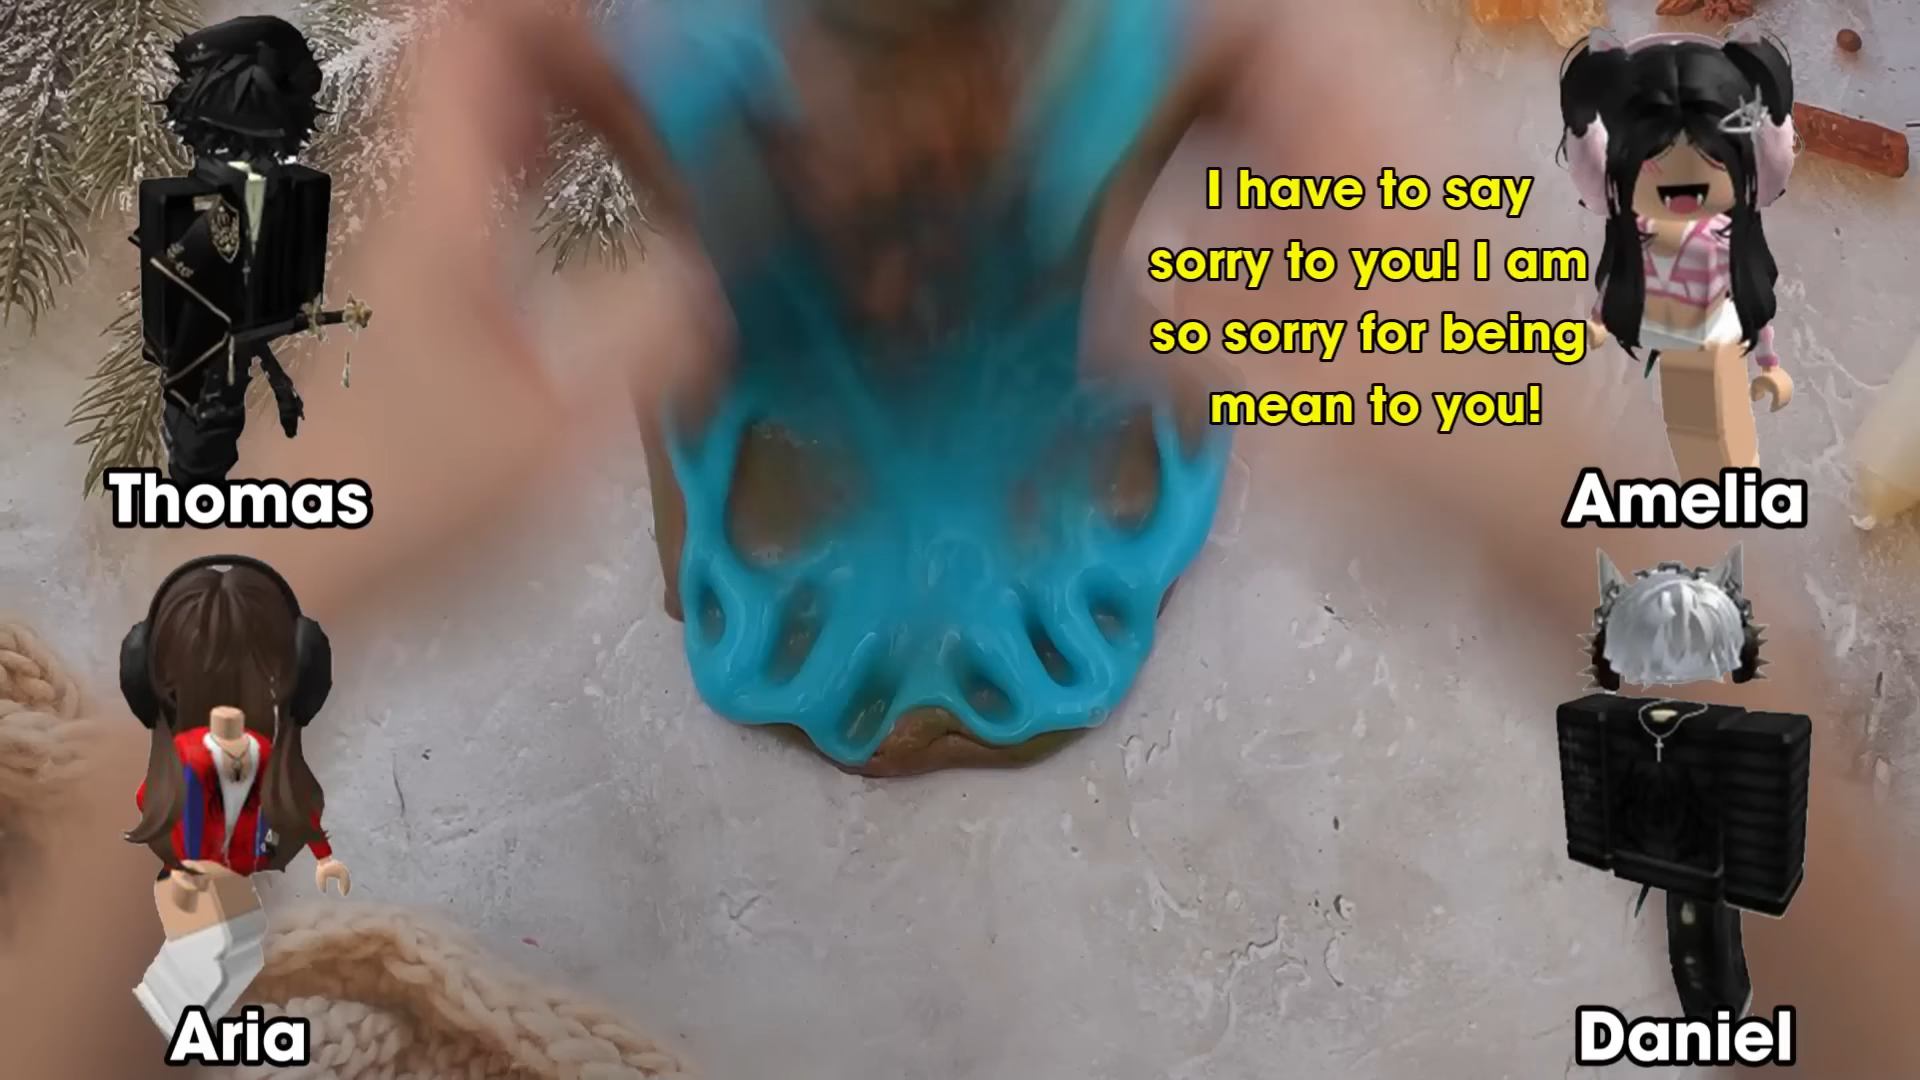 I have to say
sorry to you! I am
so sorry for being
mean to you!
Thomas
Amelia
Aria
Daniel